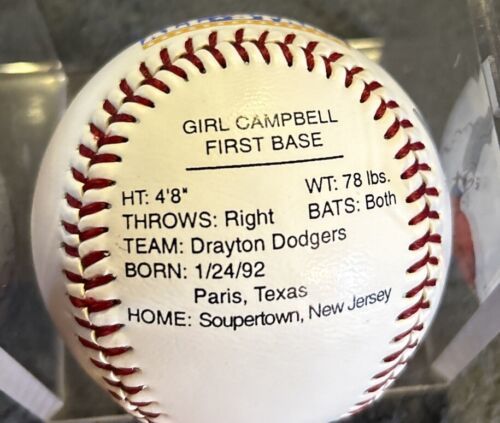 GIRL CAMPBELL
FIRST BASE
HT: 4'8" WT: 78 lbs.
THROWS: Right BATS: Both
TEAM: Drayton Dodgers
BORN: 1/24/92
Paris, Texas
HOME: Soupertown, New Jersey